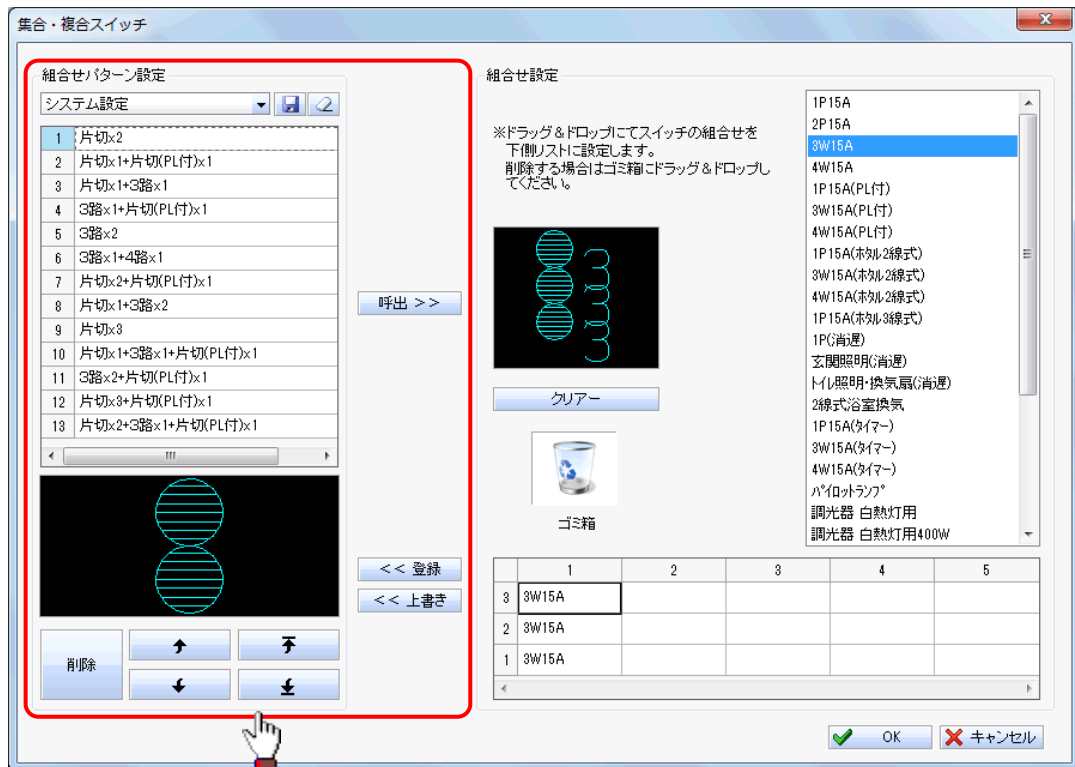 集合・複合スイッチ
組合せパターン設定
システム設定
1 片切x2
2 片切x1+片切(PL付)x1
3 片切x1+3路x1
4 3路x1+片切(PL付)x1
5 3路x2
6 3路x1+4路x1
7 片切x2+片切(PL付)x1
8 片切x1+3路x2
9 片切x3
10 片切x1+3路x1+片切(PL付)x1
11 3路x2+片切(PL付)x1
12 片切x3+片切(PL付)x1
13 片切x2+3路x1+片切(PL付)x1
削除
呼出 >>
<< 登録
<< 上書き
組合せ設定
※ドラッグ&ドロップにてスイッチの組合せを
下側リストに設定します。
削除する場合はゴミ箱にドラッグ&ドロップし
てください。
クリアー
ゴミ箱
1P15A
2P15A
3W15A
4W15A
1P15A(PL付)
3W15A(PL付)
4W15A(PL付)
1P15A(ホタル2線式)
3W15A(ホタル2線式)
4W15A(ホタル2線式)
1P15A(ホタル3線式)
1P(消遅)
玄関照明(消遅)
トイレ照明・換気扇(消遅)
2線式浴室換気
1P15A(タイマー)
3W15A(タイマー)
4W15A(タイマー)
パイロットランプ
調光器 白熱灯用
調光器 白熱灯用400W
1 2 3 4 5
3 3W15A
2 3W15A
1 3W15A
OK
キャンセル